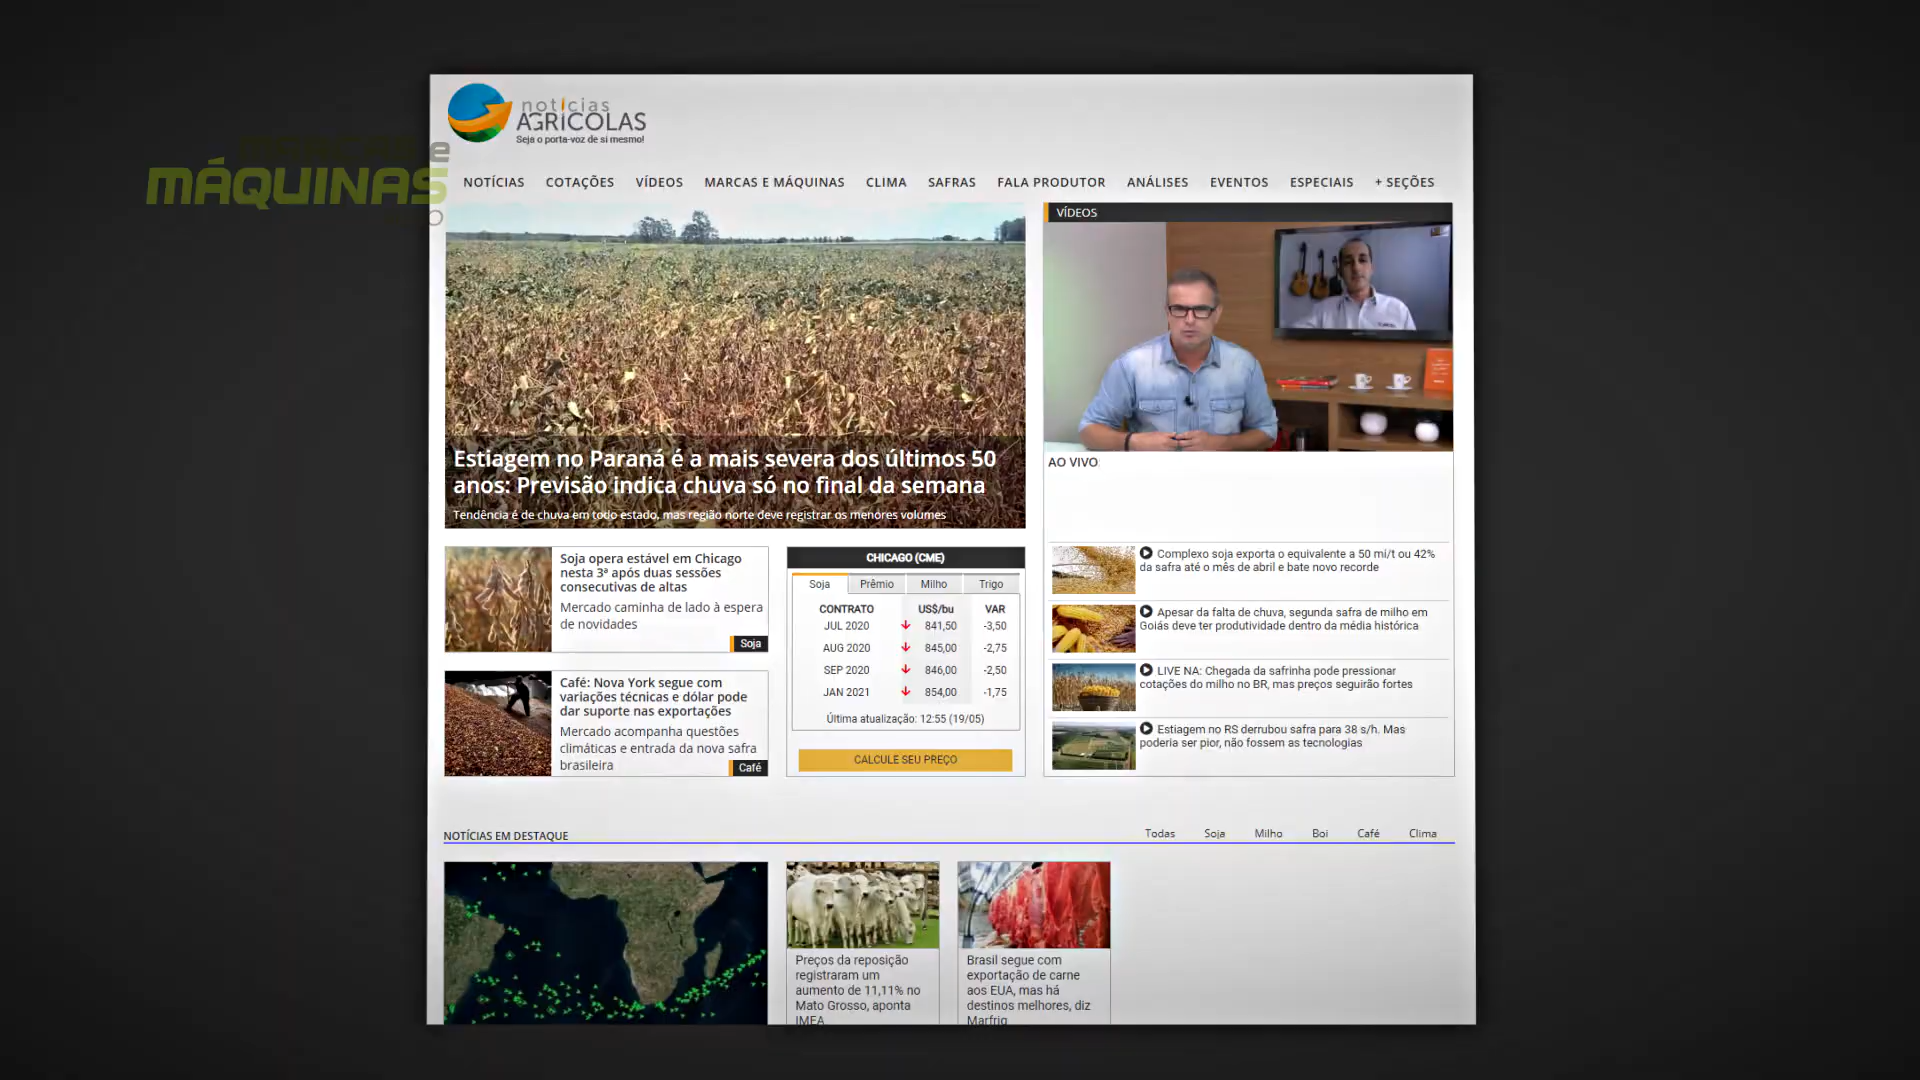 notícias
AGRÍCOLAS
Seja o porta-voz de si mesmo!
e
MÁQUINAS
NOTÍCIAS COTAÇÕES VÍDEOS MARCAS E MÁQUINAS CLIMA SAFRAS FALA PRODUTOR ANÁLISES EVENTOS ESPECIAIS + SEÇÕES
Estiagem no Paraná é a mais severa dos últimos 50
anos: Previsão indica chuva só no final da semana
Tendência é de chuva em todo estado, mas região norte deve registrar os menores volumes
VÍDEOS
AO VIVO
Soja opera estável em Chicago
nesta 3ª após duas sessões
consecutivas de altas
Mercado caminha de lado à espera
de novidades
Soja
Café: Nova York segue com
variações técnicas e dólar pode
dar suporte nas exportações
Mercado acompanha questões
climáticas e entrada da nova safra
brasileira
Café
CHICAGO (CME)
Soja Prêmio Milho Trigo
CONTRATO US$/bu VAR
JUL 2020 841,50 -3,50
AUG 2020 845,00 -2,75
SEP 2020 846,00 -2,50
JAN 2021 854,00 -1,75
Última atualização: 12:55 (19/05)
CALCULE SEU PREÇO
Complexo soja exporta o equivalente a 50 mi/t ou 42%
da safra até o mês de abril e bate novo recorde
Apesar da falta de chuva, segunda safra de milho em
Goiás deve ter produtividade dentro da média histórica
LIVE NA: Chegada da safrinha pode pressionar
cotações do milho no BR, mas preços seguirão fortes
Estiagem no RS derrubou safra para 38 s/h. Mas
poderia ser pior, não fossem as tecnologias
NOTÍCIAS EM DESTAQUE
Todas Soja Milho Boi Café Clima
Preços da reposição
registraram um
aumento de 11,11% no
Mato Grosso, aponta
IMEA
Brasil segue com
exportação de carne
aos EUA, mas há
destinos melhores, diz
Marfrig